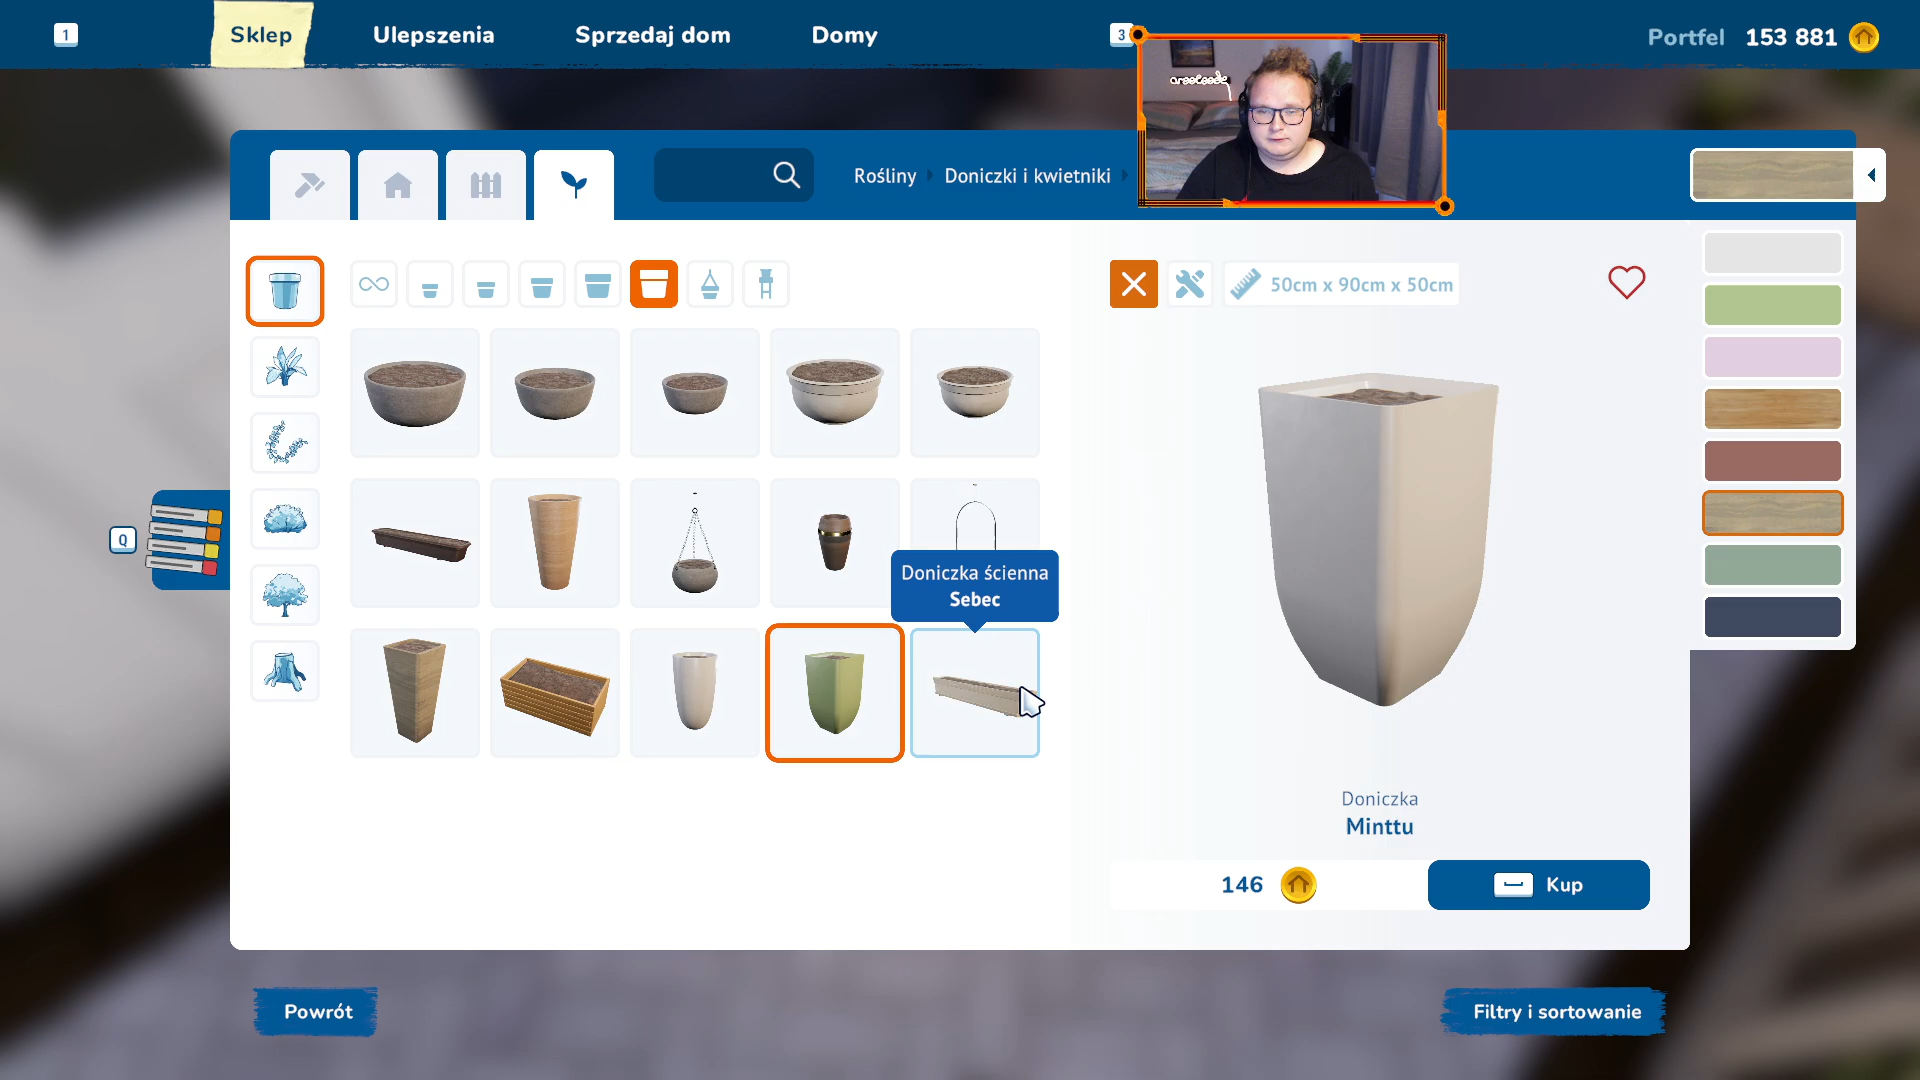 1
Sklep
Ulepszenia
Sprzedaj dom
Domy
3
Portfel 153 881
Rośliny
Doniczki i kwietniki
50cm x 90cm x 50cm
Q
Doniczka ścienna
Sebec
Doniczka
Minttu
146
Kup
Powrót
Filtry i sortowanie